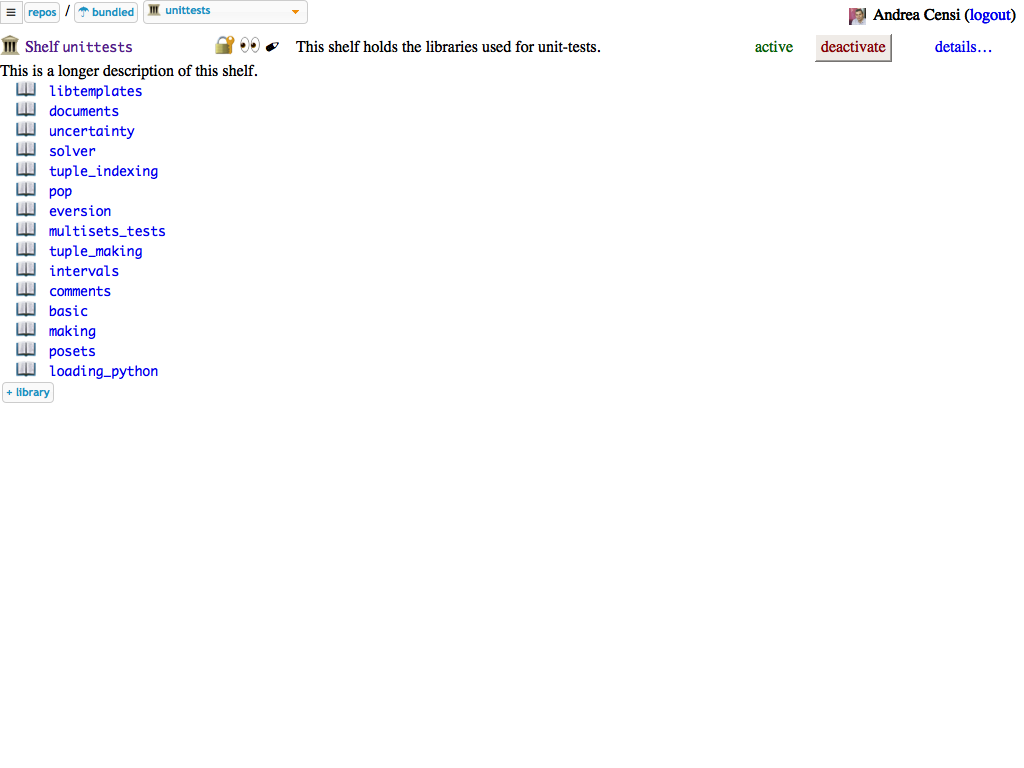 ≡ repos / bundled unittests Andrea Censi (logout)
Shelf unittests This shelf holds the libraries used for unit-tests. active deactivate details…
This is a longer description of this shelf.
libtemplates
documents
uncertainty
solver
tuple_indexing
pop
eversion
multisets_tests
tuple_making
intervals
comments
basic
making
posets
loading_python
+ library